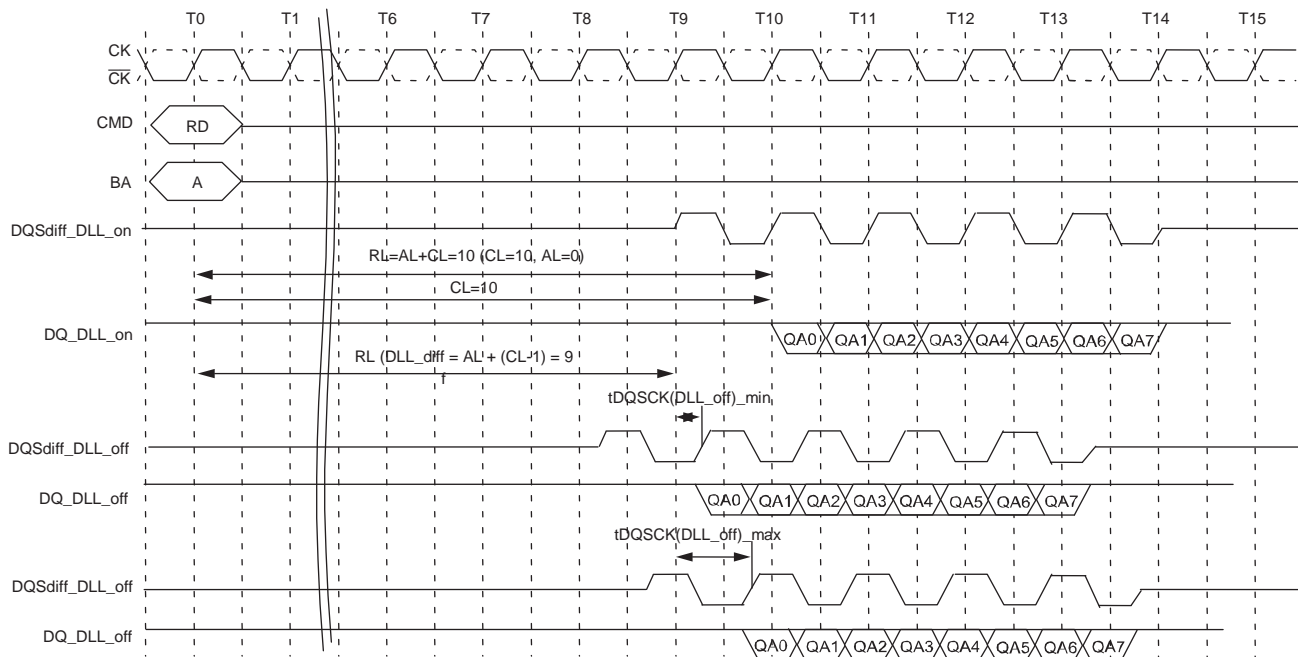 T0 T1 T6 T7 T8 T9 T10 T11 T12 T13 T14 T15
CK
CK
CMD RD
BA A
DQSdiff_DLL_on
RL=AL+CL=10 (CL=10, AL=0)
CL=10
DQ_DLL_on QA0 QA1 QA2 QA3 QA4 QA5 QA6 QA7
RL (DLL_diff = AL + (CL-1) = 9
f
tDQSCK(DLL_off)_min
DQSdiff_DLL_off
DQ_DLL_off QA0 QA1 QA2 QA3 QA4 QA5 QA6 QA7
tDQSCK(DLL_off)_max
DQSdiff_DLL_off
DQ_DLL_off QA0 QA1 QA2 QA3 QA4 QA5 QA6 QA7